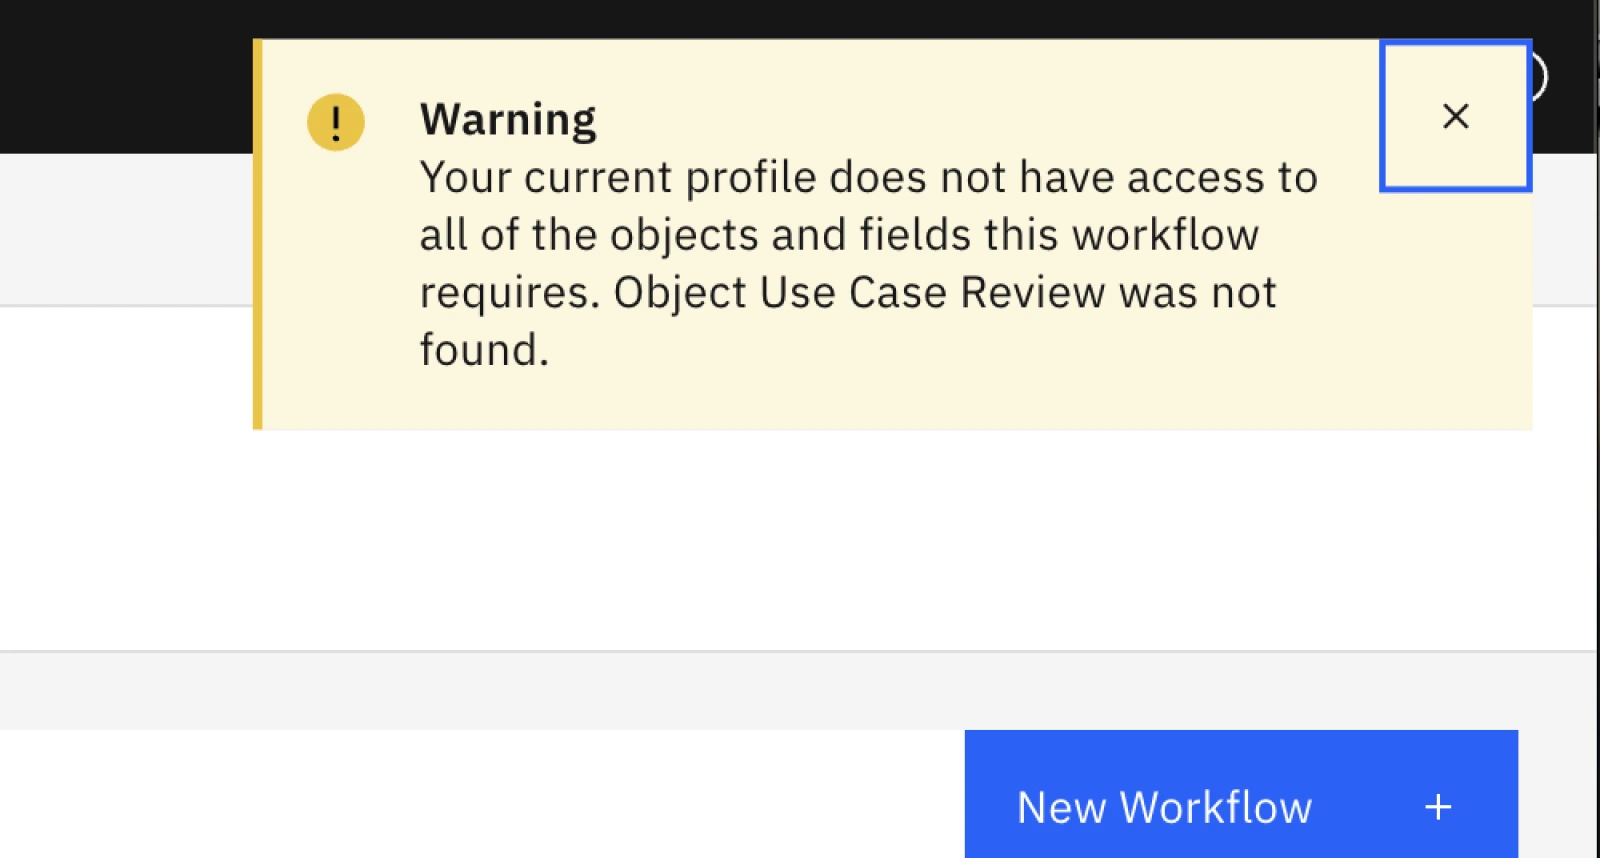 Warning
Your current profile does not have access to
all of the objects and fields this workflow
requires. Object Use Case Review was not
found.
New Workflow